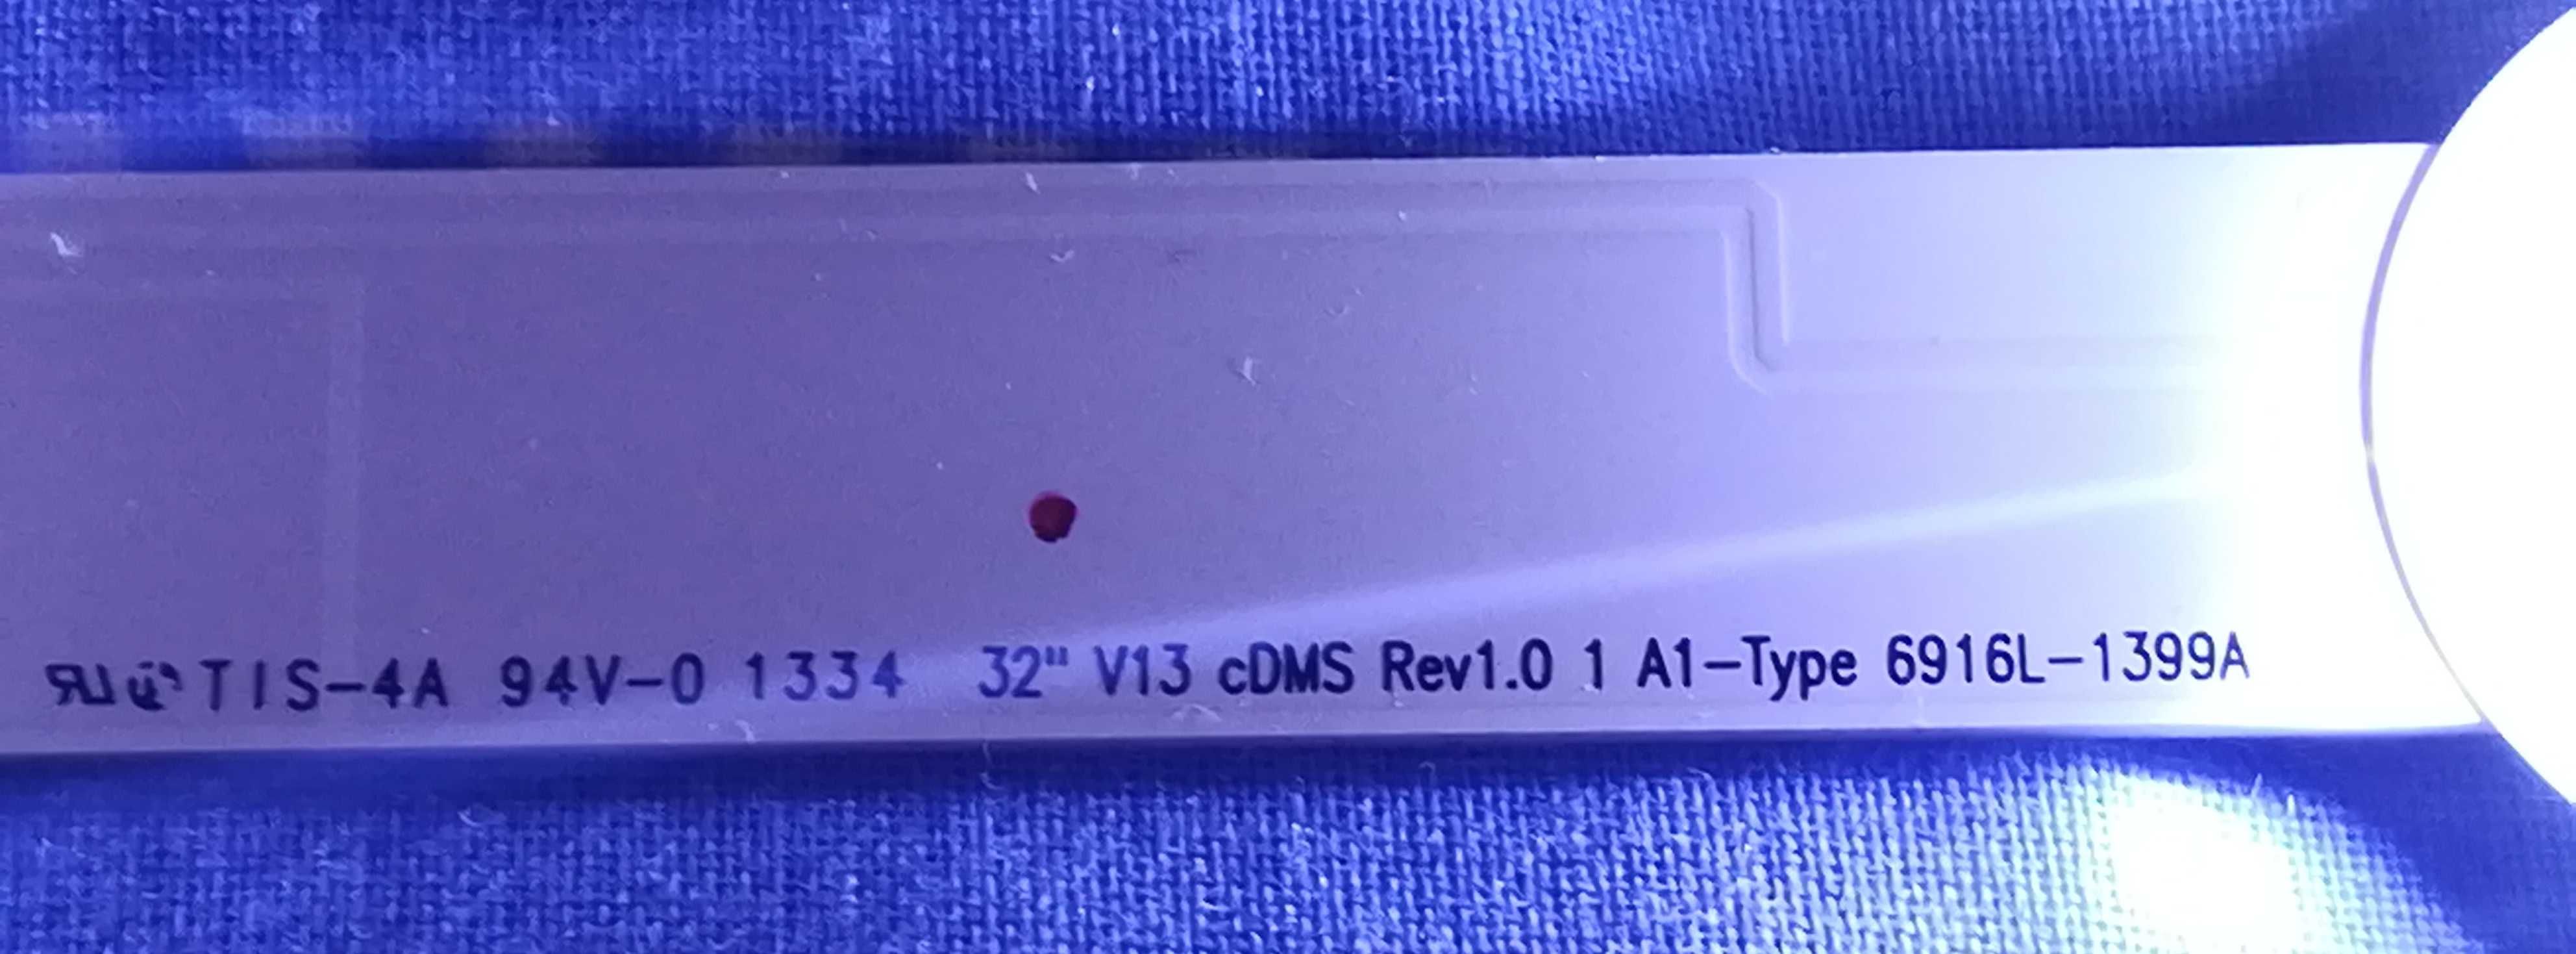 TIS-4A 94V-0 1334 32" V13 cDMS Rev1.0 1 A1-Type 6916L-1399A